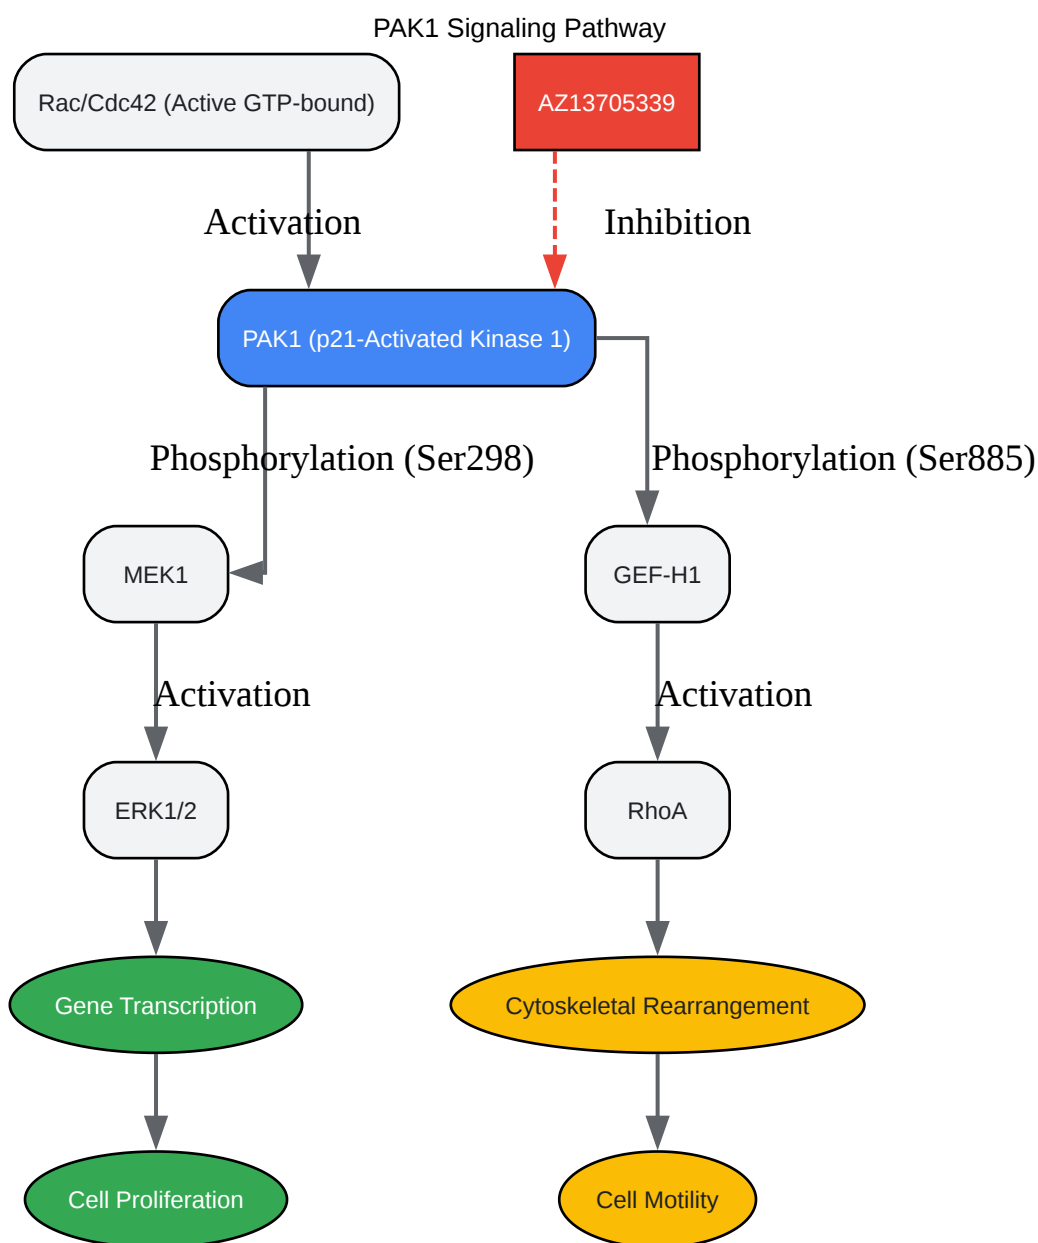 PAK1 Signaling Pathway
Rac/Cdc42 (Active GTP-bound)
AZ13705339
Activation
Inhibition
PAK1 (p21-Activated Kinase 1)
Phosphorylation (Ser298)
Phosphorylation (Ser885)
MEK1
GEF-H1
Activation
Activation
ERK1/2
RhoA
Gene Transcription
Cytoskeletal Rearrangement
Cell Proliferation
Cell Motility